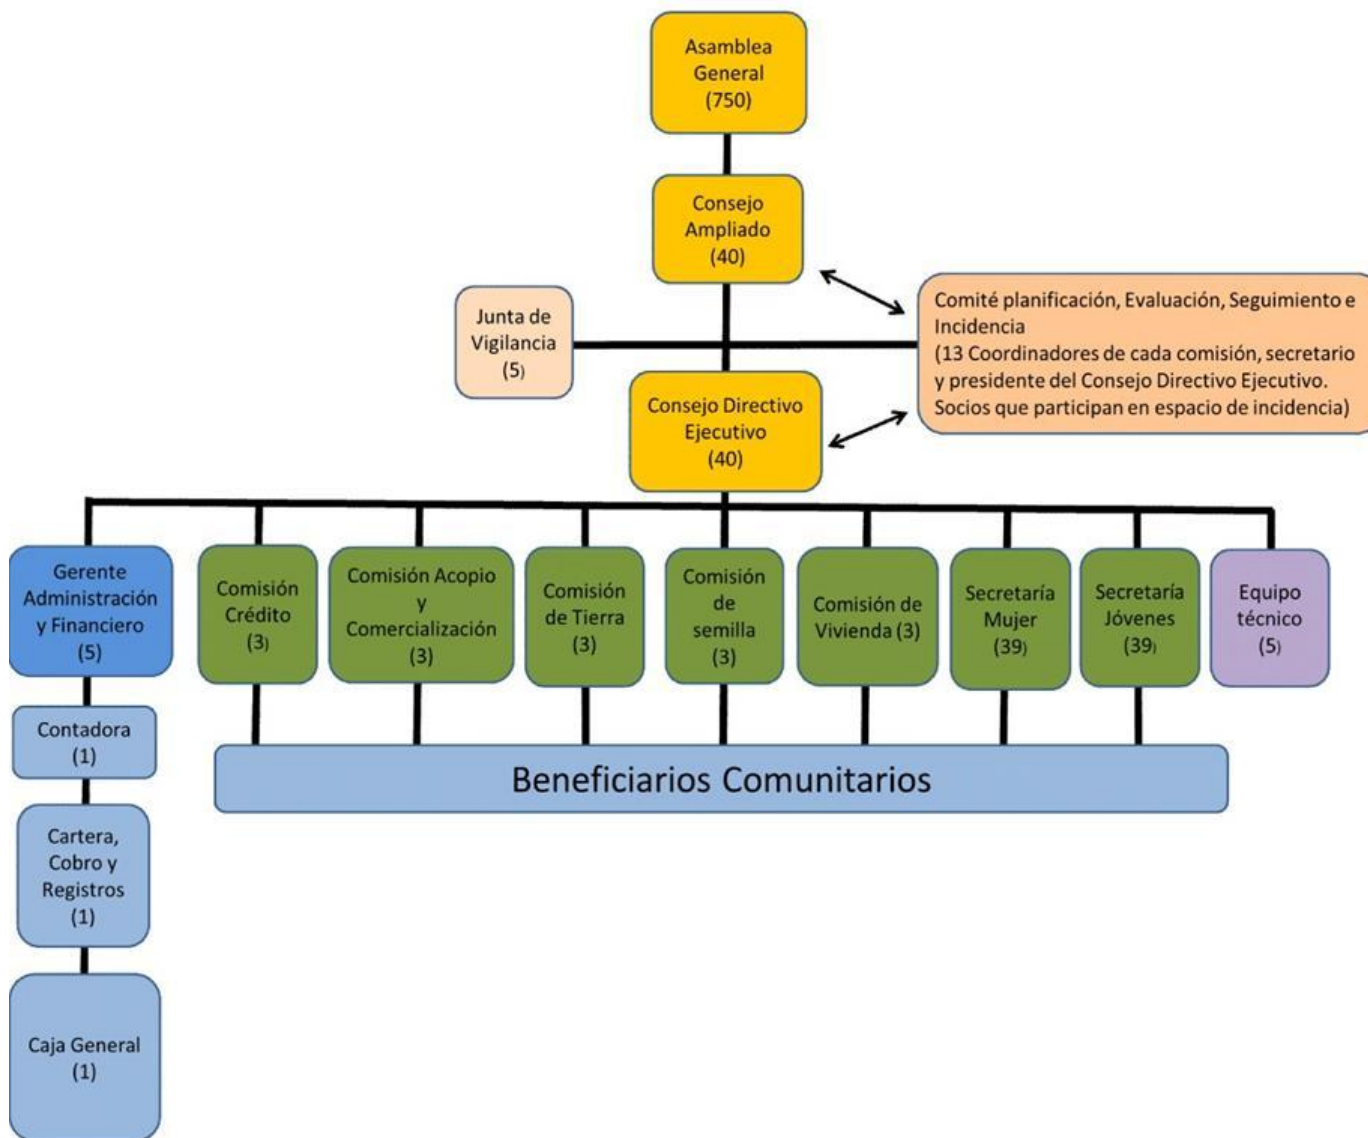 Asamblea
General
(750)
Consejo
Ampliado
(40)
Junta de
Vigilancia
(5)
Comité planificación, Evaluación, Seguimiento e
Incidencia
(13 Coordinadores de cada comisión, secretario
y presidente del Consejo Directivo Ejecutivo.
Socios que participan en espacio de incidencia)
Consejo Directivo
Ejecutivo
(40)
Gerente
Administración
y Financiero
(5)
Comisión
Crédito
(3)
Comisión Acopio
y
Comercialización
(3)
Comisión
de Tierra
(3)
Comisión
de
semilla
(3)
Comisión de
Vivienda (3)
Secretaría
Mujer
(39)
Secretaría
Jóvenes
(39)
Equipo
técnico
(5)
Contadora
(1)
Beneficiarios Comunitarios
Cartera,
Cobro y
Registros
(1)
Caja General
(1)